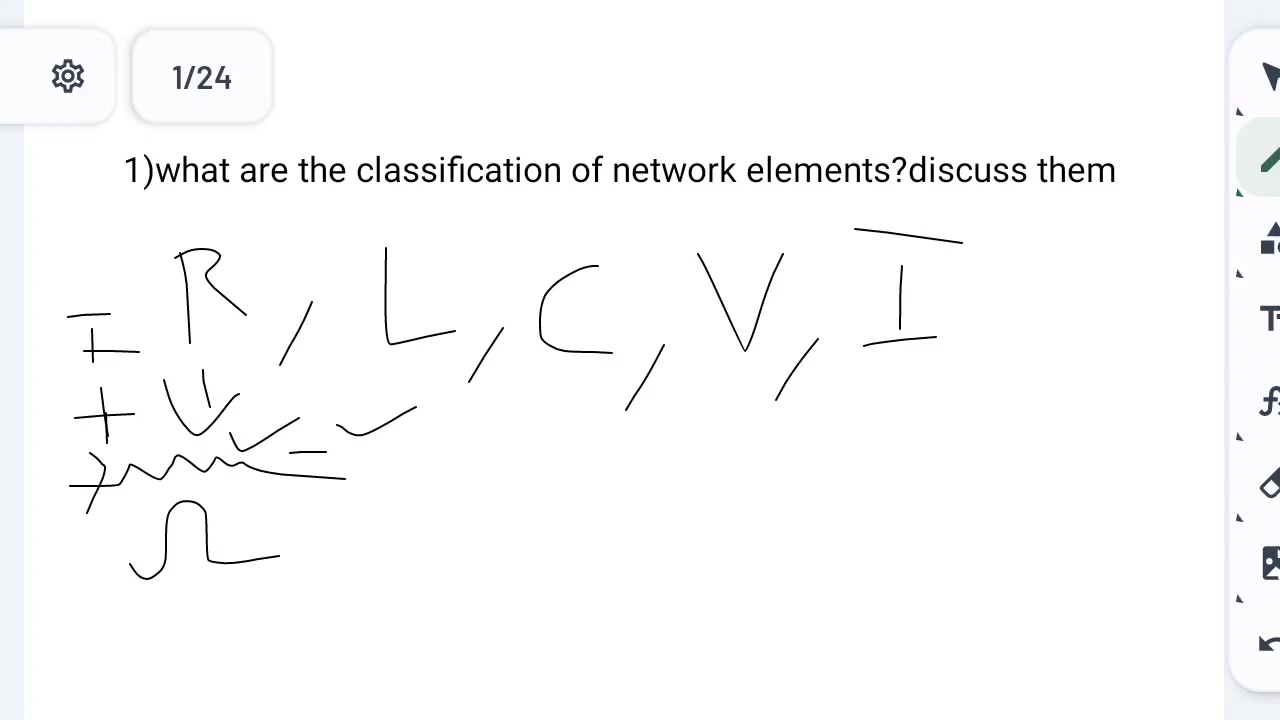 1/24
1)what are the classification of network elements?discuss them
R, L, C, V, I
I
+ V -
Ω